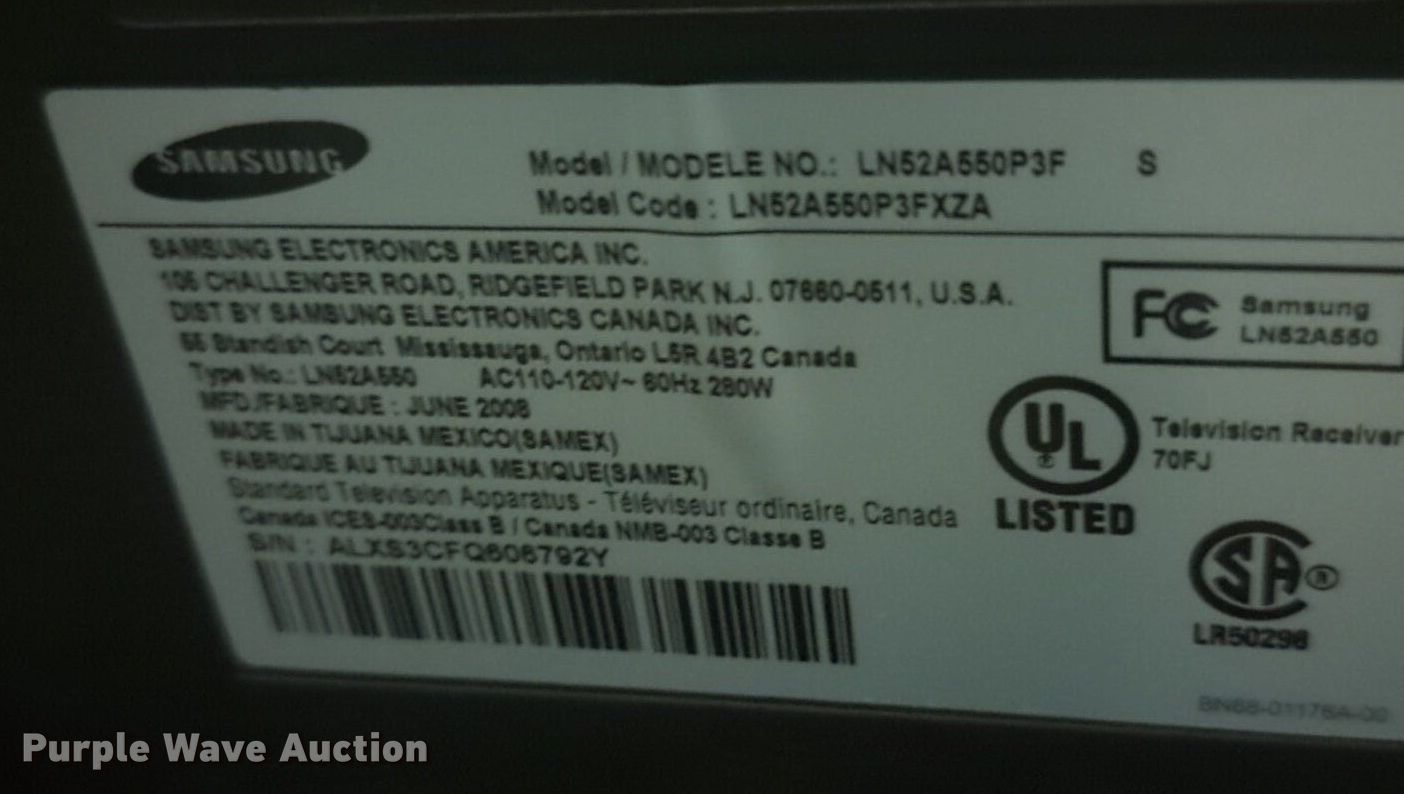 SAMSUNG
Model / MODELE NO.: LN52A550P3F S
Model Code : LN52A550P3FXZA
SAMSUNG ELECTRONICS AMERICA INC.
105 CHALLENGER ROAD, RIDGEFIELD PARK N.J. 07660-0511, U.S.A.
DIST BY SAMSUNG ELECTRONICS CANADA INC.
55 Standish Court Mississauga, Ontario L5R 4B2 Canada
Type No.: LN52A550 AC110-120V~ 60Hz 280W
MFD./FABRIQUE : JUNE 2008
MADE IN TIJUANA MEXICO(SAMEX)
FABRIQUE AU TIJUANA MEXIQUE(SAMEX)
Standard Television Apparatus - Téléviseur ordinaire, Canada
Canada ICES-003Class B / Canada NMB-003 Classe B
S/N : ALXS3CFQ606792Y
FC Samsung
LN52A550
UL ®
LISTED
Television Receiver
70FJ
SA ®
LR50298
BN68-01178A-00
Purple Wave Auction